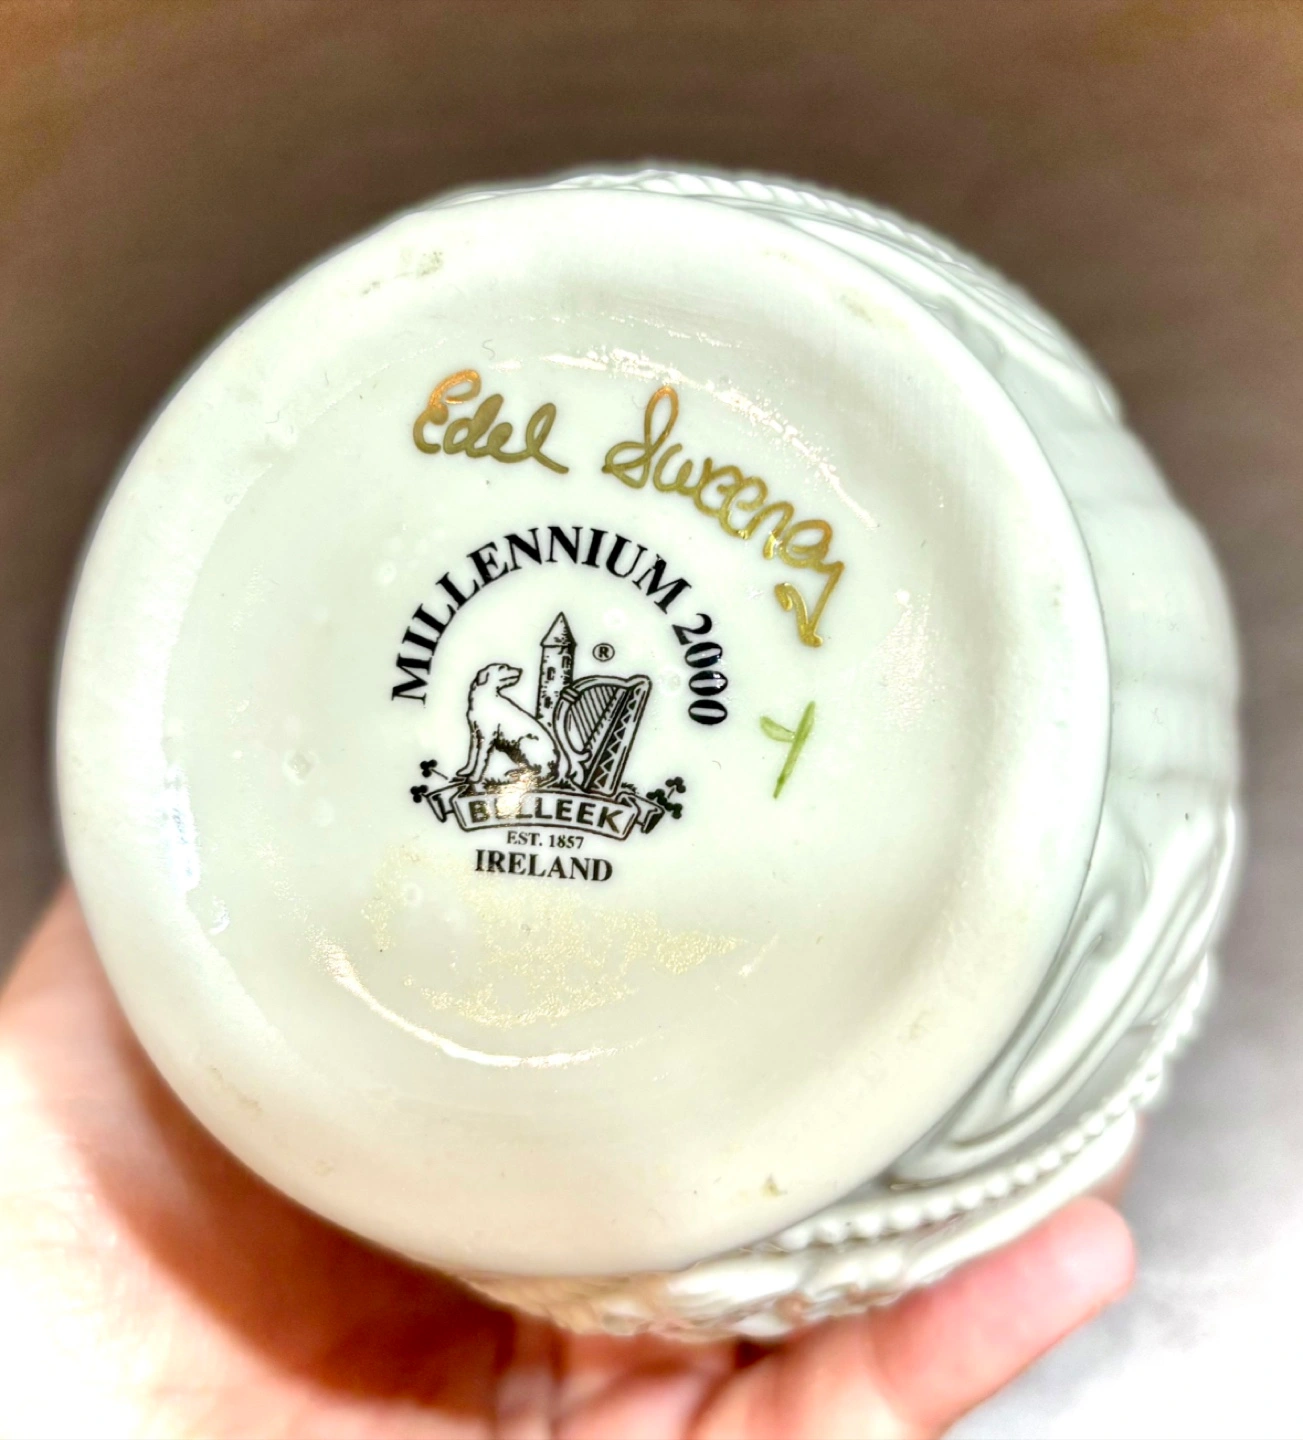 Edel Sweeney
MILLENNIUM 2000
®
BELLEEK
EST. 1857
IRELAND